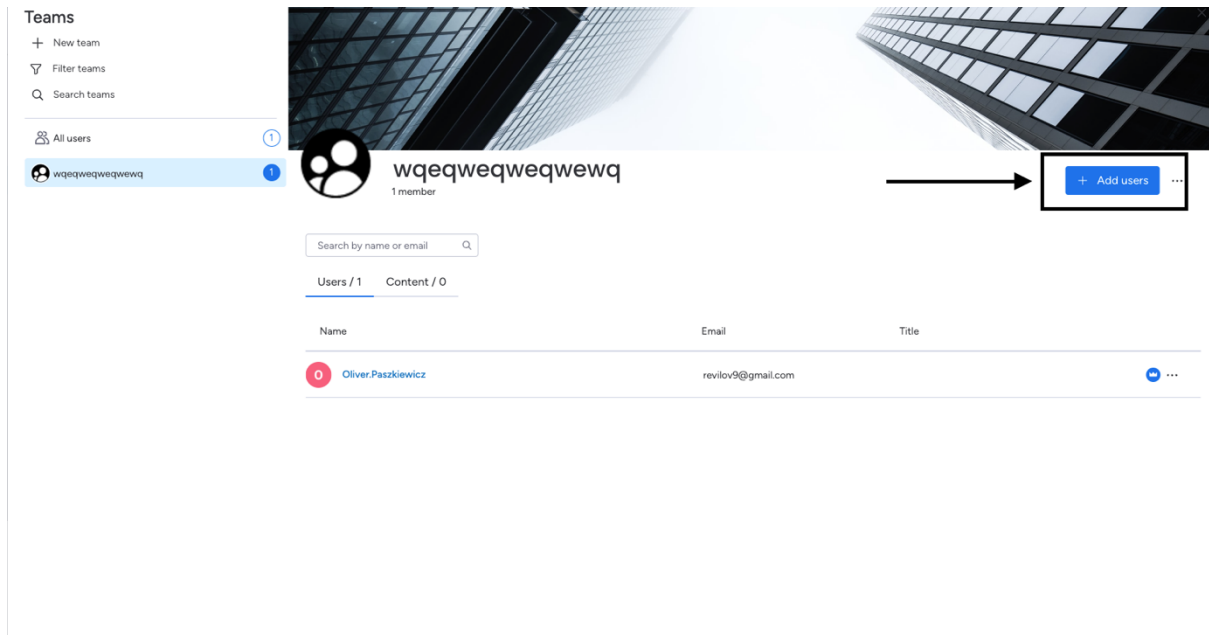 Teams
New team
Filter teams
Search teams
All users 1
wqeqweqweqwewq 1
wqeqweqweqwewq
1 member
+ Add users ...
Search by name or email
Users / 1 Content / 0
Name Email Title
O Oliver.Paszkiewicz revilov9@gmail.com ...